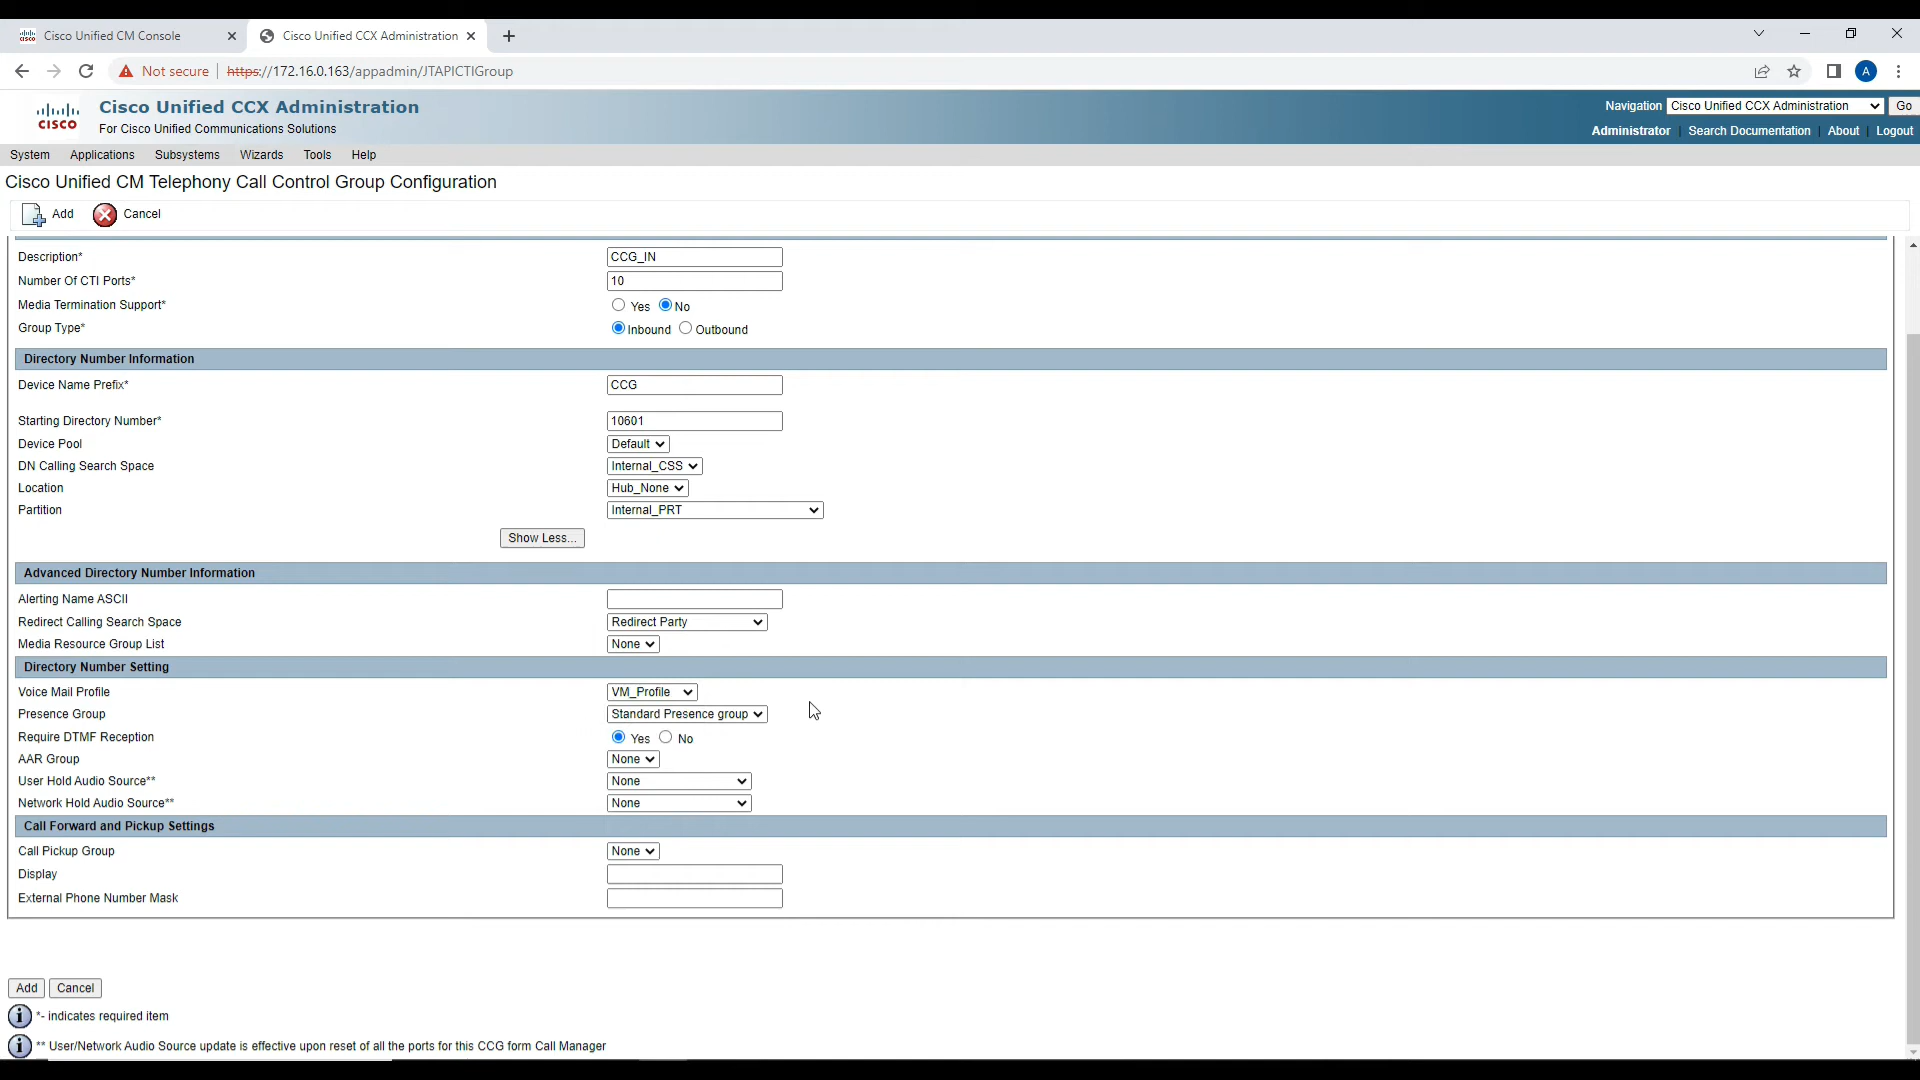 Cisco Unified CM Console
Cisco Unified CCX Administration
Not secure https://172.16.0.163/appadmin/JTAPICTIGroup
A
CISCO
Cisco Unified CCX Administration
For Cisco Unified Communications Solutions
Navigation Cisco Unified CCX Administration Go
Administrator | Search Documentation | About | Logout
System Applications Subsystems Wizards Tools Help
Cisco Unified CM Telephony Call Control Group Configuration
Add Cancel
Description* CCG_IN
Number Of CTI Ports* 10
Media Termination Support* Yes No
Group Type* Inbound Outbound
Directory Number Information
Device Name Prefix* CCG
Starting Directory Number* 10601
Device Pool Default
DN Calling Search Space Internal_CSS
Location Hub_None
Partition Internal_PRT
Show Less...
Advanced Directory Number Information
Alerting Name ASCII
Redirect Calling Search Space Redirect Party
Media Resource Group List None
Directory Number Setting
Voice Mail Profile VM_Profile
Presence Group Standard Presence group
Require DTMF Reception Yes No
AAR Group None
User Hold Audio Source** None
Network Hold Audio Source** None
Call Forward and Pickup Settings
Call Pickup Group None
Display
External Phone Number Mask
Add Cancel
*- indicates required item
** User/Network Audio Source update is effective upon reset of all the ports for this CCG form Call Manager